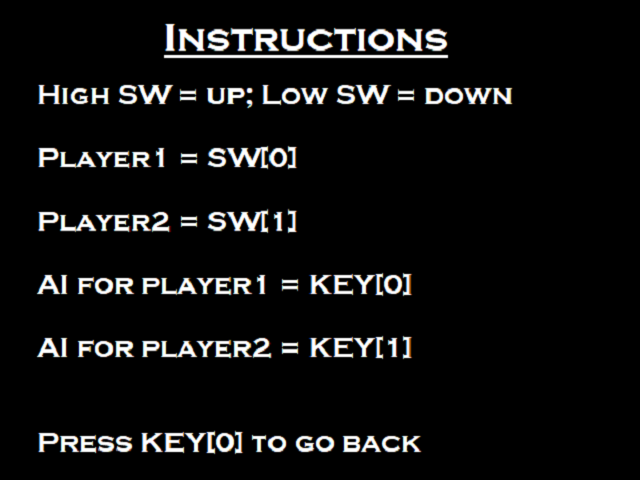 Instructions
High SW = up; Low SW = down
Player1 = SW[0]
Player2 = SW[1]
AI for player1 = KEY[0]
AI for player2 = KEY[1]
Press KEY[0] to go back